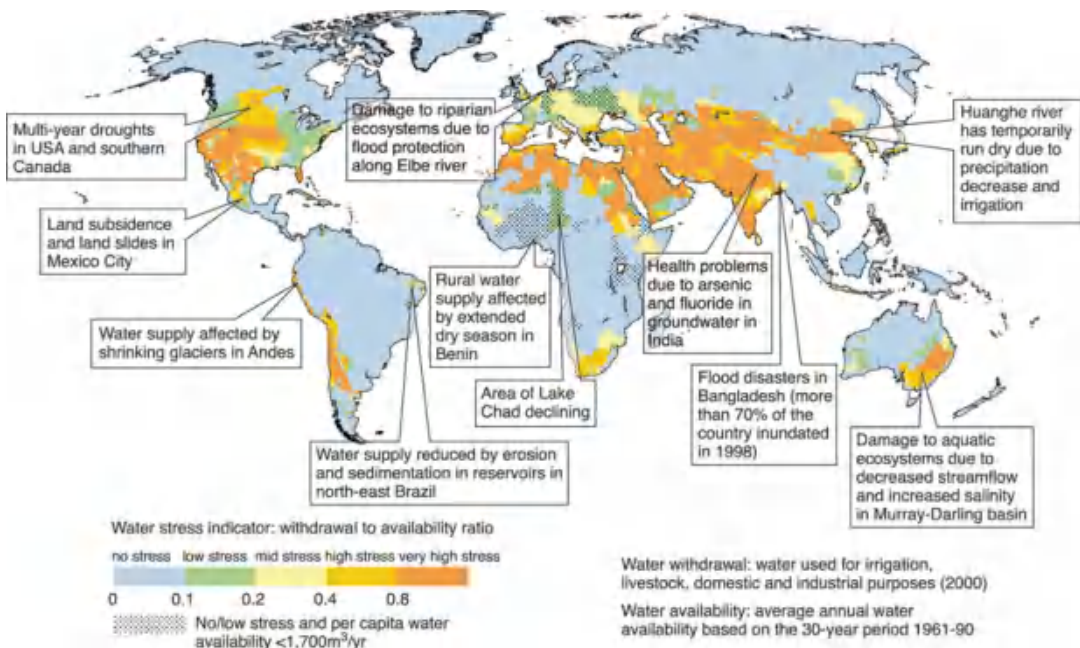 Multi-year droughts
in USA and southern
Canada
Land subsidence
and land slides in
Mexico City
Water supply affected by
shrinking glaciers in Andes
Damage to riparian
ecosystems due to
flood protection
along Elbe river
Rural water
supply affected
by extended
dry season in
Benin
Area of Lake
Chad declining
Water supply reduced by erosion
and sedimentation in reservoirs in
north-east Brazil
Health problems
due to arsenic
and fluoride in
groundwater in
India
Flood disasters in
Bangladesh (more
than 70% of the
country inundated
in 1998)
Huanghe river
has temporarily
run dry due to
precipitation
decrease and
irrigation
Damage to aquatic
ecosystems due to
decreased streamflow
and increased salinity
in Murray-Darling basin
Water stress indicator: withdrawal to availability ratio
no stress low stress mid stress high stress very high stress
0 0.1 0.2 0.4 0.8
No/low stress and per capita water
availability <1,700m³/yr
Water withdrawal: water used for irrigation,
livestock, domestic and industrial purposes (2000)
Water availability: average annual water
availability based on the 30-year period 1961-90